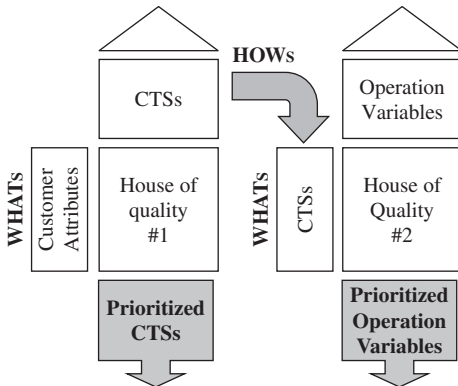 HOWs
CTSs
Operation
Variables
WHATs
Customer
Attributes
House of
quality
#1
WHATs
CTSs
House of
Quality
#2
Prioritized
CTSs
Prioritized
Operation
Variables